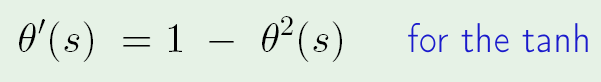 θ′(s) = 1 − θ²(s) for the tanh